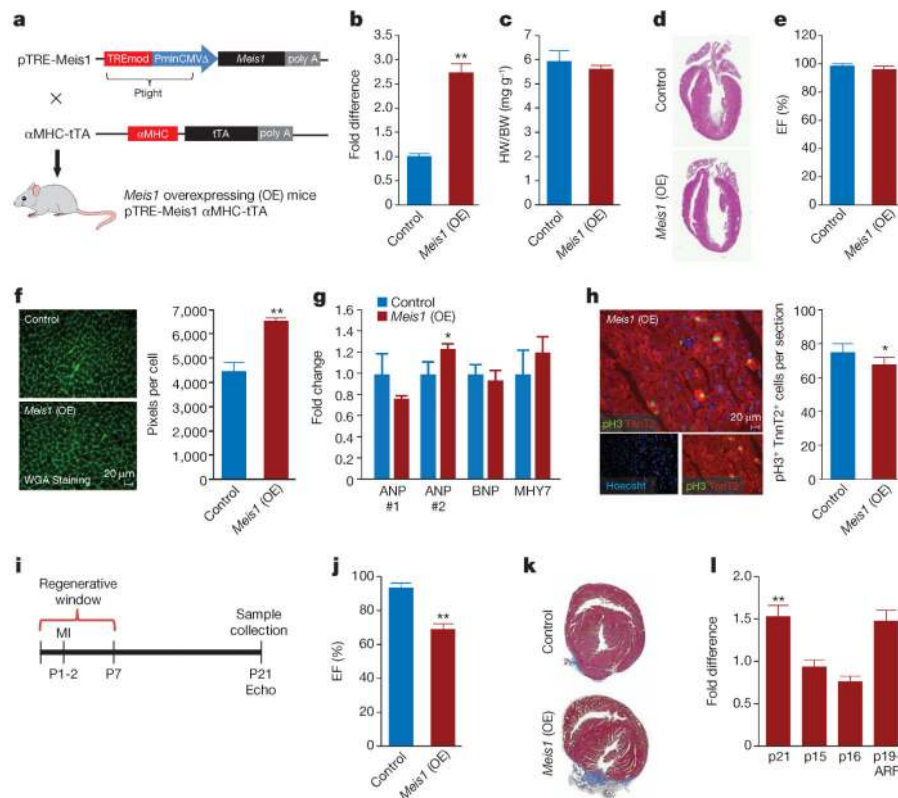 a
pTRE-Meis1
TREmod
PminCMVΔ
Meis1
poly A
Ptight
×
αMHC-tTA
αMHC
tTA
poly A
Meis1 overexpressing (OE) mice
pTRE-Meis1 αMHC-tTA
b
Fold difference
3.5
3.0
2.5
2.0
1.5
1.0
0.5
0.0
**
Control
Meis1 (OE)
c
HW/BW (mg g⁻¹)
7
6
5
4
3
2
1
0
Control
Meis1 (OE)
d
Control
Meis1 (OE)
e
EF (%)
120
100
80
60
40
20
0
Control
Meis1 (OE)
f
Control
Meis1 (OE)
WGA Staining
20 μm
Pixels per cell
7,000
6,000
5,000
4,000
3,000
2,000
1,000
0
**
Control
Meis1 (OE)
g
Control
Meis1 (OE)
Fold change
1.6
1.4
1.2
1.0
0.8
0.6
0.4
0.2
0
*
ANP
#1
ANP
#2
BNP
MHY7
h
Meis1 (OE)
20 μm
pH3 TnnT2
Hoecsht
pH3 TnnT2
pH3⁺ TnnT2⁺ cells per section
100
80
60
40
20
0
*
Control
Meis1 (OE)
i
Regenerative
window
MI
P1-2
P7
Sample
collection
P21
Echo
j
EF (%)
100
80
60
40
20
0
**
Control
Meis1 (OE)
k
Control
Meis1 (OE)
l
Fold difference
2.0
1.5
1.0
0.5
0
**
p21
p15
p16
p19-
ARF